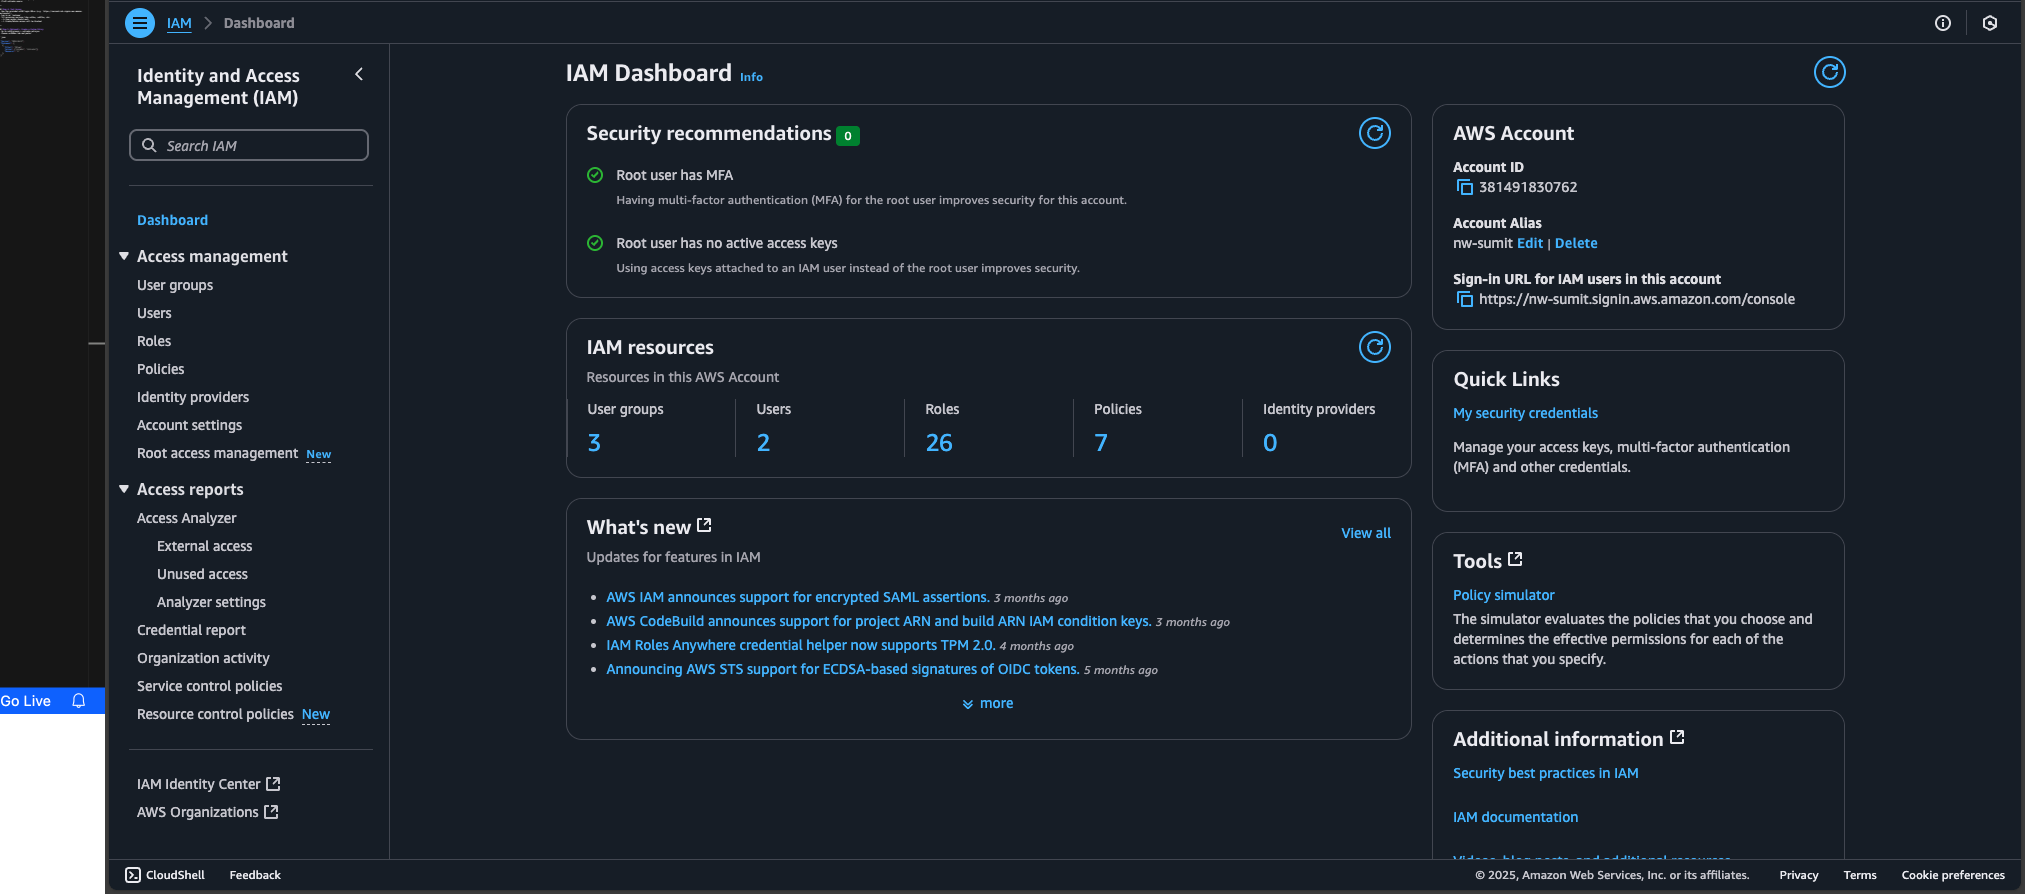 IAM > Dashboard
Identity and Access
Management (IAM)
Search IAM
Dashboard
Access management
User groups
Users
Roles
Policies
Identity providers
Account settings
Root access management New
Access reports
Access Analyzer
External access
Unused access
Analyzer settings
Credential report
Organization activity
Service control policies
Resource control policies New
IAM Identity Center
AWS Organizations
Go Live
IAM Dashboard Info
Security recommendations 0
Root user has MFA
Having multi-factor authentication (MFA) for the root user improves security for this account.
Root user has no active access keys
Using access keys attached to an IAM user instead of the root user improves security.
IAM resources
Resources in this AWS Account
User groups Users Roles Policies Identity providers
3 2 26 7 0
What's new
View all
Updates for features in IAM
• AWS IAM announces support for encrypted SAML assertions. 3 months ago
• AWS CodeBuild announces support for project ARN and build ARN IAM condition keys. 3 months ago
• IAM Roles Anywhere credential helper now supports TPM 2.0. 4 months ago
• Announcing AWS STS support for ECDSA-based signatures of OIDC tokens. 5 months ago
more
AWS Account
Account ID
381491830762
Account Alias
nw-sumit Edit | Delete
Sign-in URL for IAM users in this account
https://nw-sumit.signin.aws.amazon.com/console
Quick Links
My security credentials
Manage your access keys, multi-factor authentication
(MFA) and other credentials.
Tools
Policy simulator
The simulator evaluates the policies that you choose and
determines the effective permissions for each of the
actions that you specify.
Additional information
Security best practices in IAM
IAM documentation
Videos, blog posts, and additional resources
CloudShell Feedback
© 2025, Amazon Web Services, Inc. or its affiliates. Privacy Terms Cookie preferences